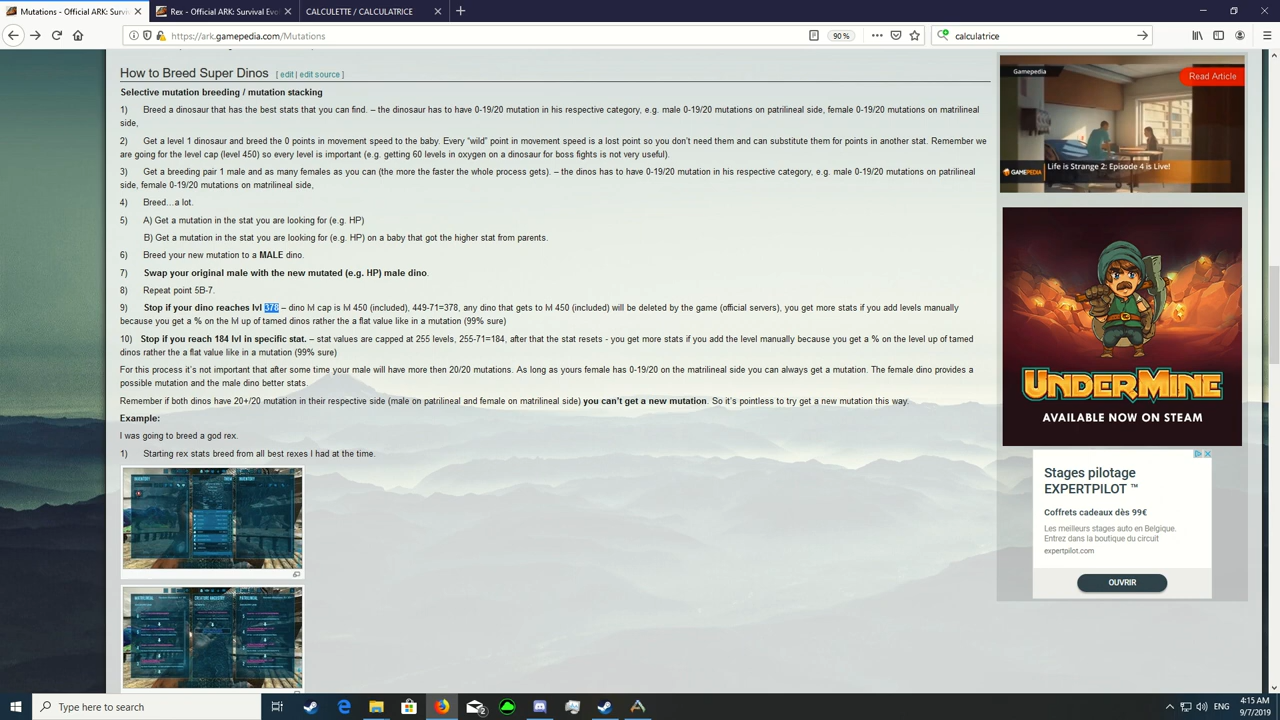 Mutations - Official ARK: Surviv
Rex - Official ARK: Survival Evol
CALCULETTE / CALCULATRICE
https://ark.gamepedia.com/Mutations
90 %
calculatrice
How to Breed Super Dinos [ edit | edit source ]
Selective mutation breeding / mutation stacking
1) Breed a dinosaur that has the best stats that you can find. – the dinosaur has to have 0-19/20 mutation in his respective category, e.g. male 0-19/20 mutations on patrilineal side, female 0-19/20 mutations on matrilineal
side,
2) Get a level 1 dinosaur and breed the 0 points in movement speed to the baby. Every “wild” point in movement speed is a lost point so you don’t need them and can substitute them for points in another stat. Remember we
are going for the level cap (level 450) so every level is important (e.g. getting 60 levels in oxygen on a dinosaur for boss fights is not very useful).
3) Get a breeding pair 1 male and as many females as you can (the more the faster the whole process gets). – the dinos has to have 0-19/20 mutation in his respective category, e.g. male 0-19/20 mutations on patrilineal
side, female 0-19/20 mutations on matrilineal side,
4) Breed…a lot.
5) A) Get a mutation in the stat you are looking for (e.g. HP)
B) Get a mutation in the stat you are looking for (e.g. HP) on a baby that got the higher stat from parents.
6) Breed your new mutation to a MALE dino.
7) Swap your original male with the new mutated (e.g. HP) male dino.
8) Repeat point 5B-7.
9) Stop if your dino reaches lvl 378 – dino lvl cap is lvl 450 (included), 449-71=378, any dino that gets to lvl 450 (included) will be deleted by the game (official servers), you get more stats if you add levels manually
because you get a % on the lvl up of tamed dinos rather the a flat value like in a mutation (99% sure)
10) Stop if you reach 184 lvl in specific stat. – stat values are capped at 255 levels, 255-71=184, after that the stat resets - you get more stats if you add the level manually because you get a % on the level up of tamed
dinos rather the a flat value like in a mutation (99% sure)
For this process it’s not important that after some time your male will have more then 20/20 mutations. As long as yours female has 0-19/20 on the matrilineal side you can always get a mutation. The female dino provides a
possible mutation and the male dino better stats.
Remember if both dinos have 20+/20 mutation in their respective side (male on patrilineal and female on matrilineal side) you can’t get a new mutation. So it’s pointless to try get a new mutation this way.
Example:
I was going to breed a god rex.
1) Starting rex stats breed from all best rexes I had at the time.
Gamepedia
Read Article
GAMEPEDIA
Life is Strange 2: Episode 4 is Live!
UNDERMINE
AVAILABLE NOW ON STEAM
Stages pilotage
EXPERTPILOT ™
Coffrets cadeaux dès 99€
Les meilleurs stages auto en Belgique.
Entrez dans la boutique du circuit
expertpilot.com
OUVRIR
Type here to search
ENG
4:15 AM
9/7/2019